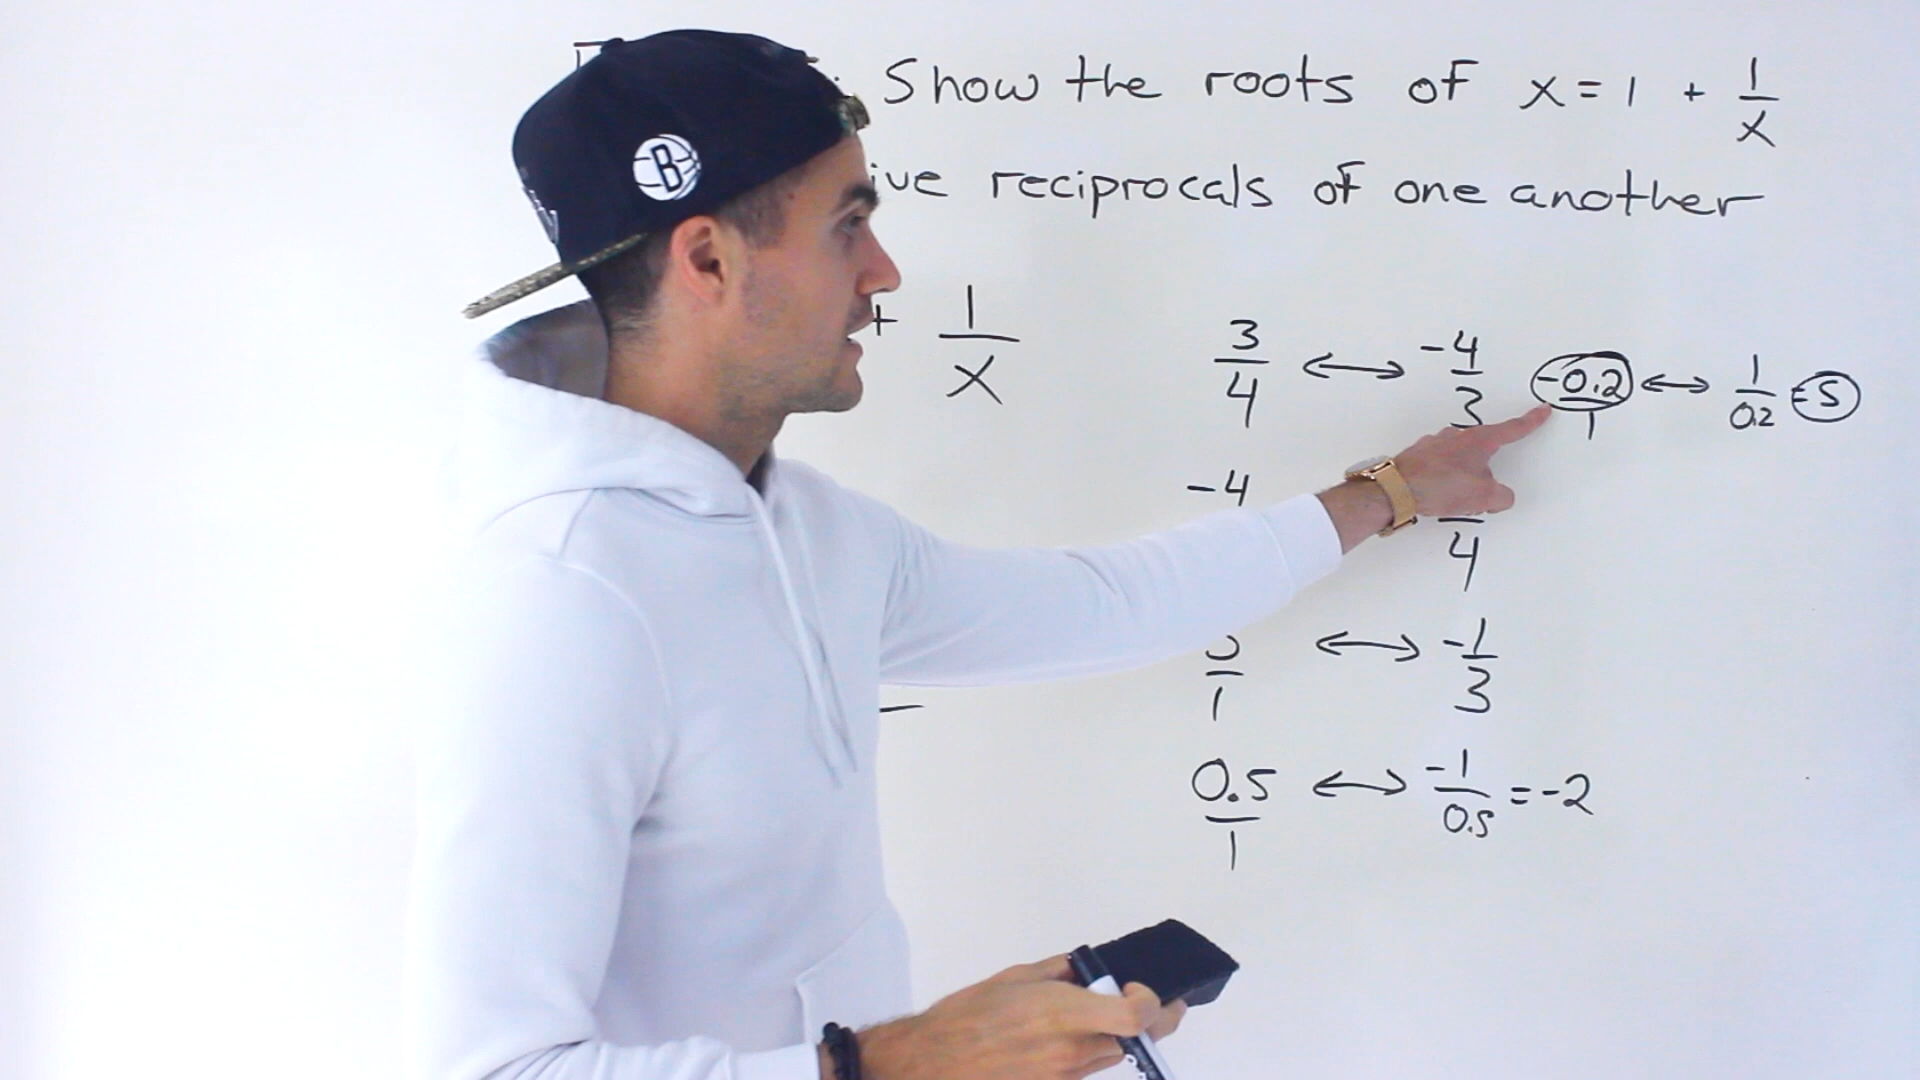 Show the roots of x = 1 + 1/x
ive reciprocals of one another
+ 1/x
3/4 ↔ -4/3
-0.2/1 ↔ 1/0.2 = 5
-4
4
1 ↔ -1/3
0.5/1 ↔ -1/0.5 = -2
B